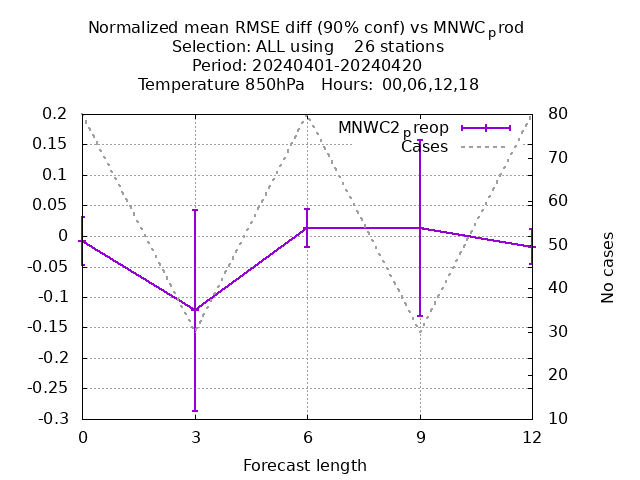 Normalized mean RMSE diff (90% conf) vs MNWC_prod
Selection: ALL using    26 stations
Period: 20240401-20240420
Temperature 850hPa   Hours:  00,06,12,18
MNWC2_preop
Cases
0.2
0.15
0.1
0.05
0
-0.05
-0.1
-0.15
-0.2
-0.25
-0.3
80
70
60
50
40
30
20
10
No cases
0 3 6 9 12
Forecast length